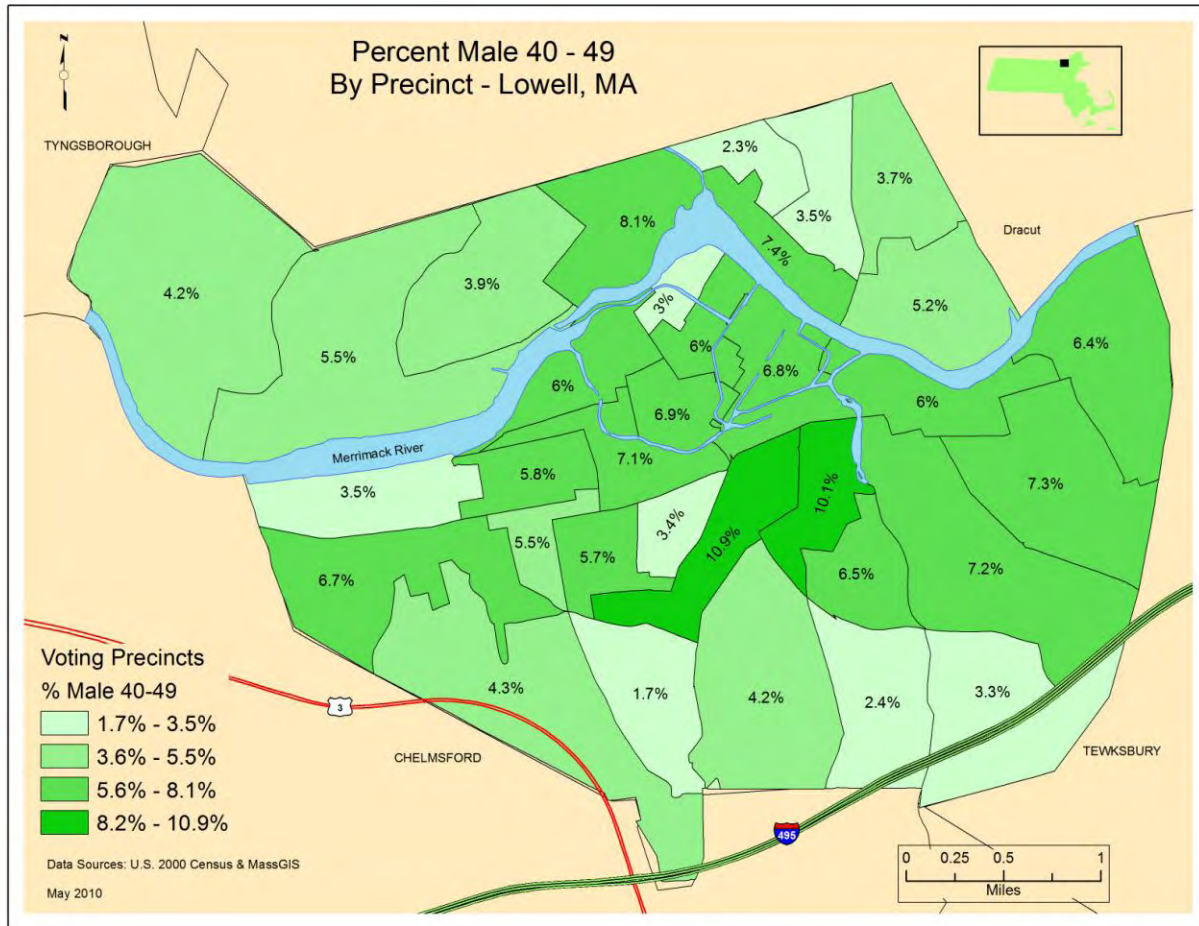 Percent Male 40 - 49
By Precinct - Lowell, MA
z
TYNGSBOROUGH
2.3%
3.7%
8.1%
3.5%
Dracut
7.4%
4.2%
3.9%
3%
5.2%
5.5%
6%
6.4%
6.8%
6%
6%
6.9%
Merrimack River
7.1%
5.8%
3.5%
7.3%
10.1%
3.4%
5.5%
10.9%
5.7%
6.7%
6.5%
7.2%
4.3%
1.7%
4.2%
2.4%
3.3%
Voting Precincts
% Male 40-49
1.7% - 3.5%
3.6% - 5.5%
5.6% - 8.1%
8.2% - 10.9%
3
CHELMSFORD
TEWKSBURY
495
Data Sources: U.S. 2000 Census & MassGIS
May 2010
0 0.25 0.5 1
Miles